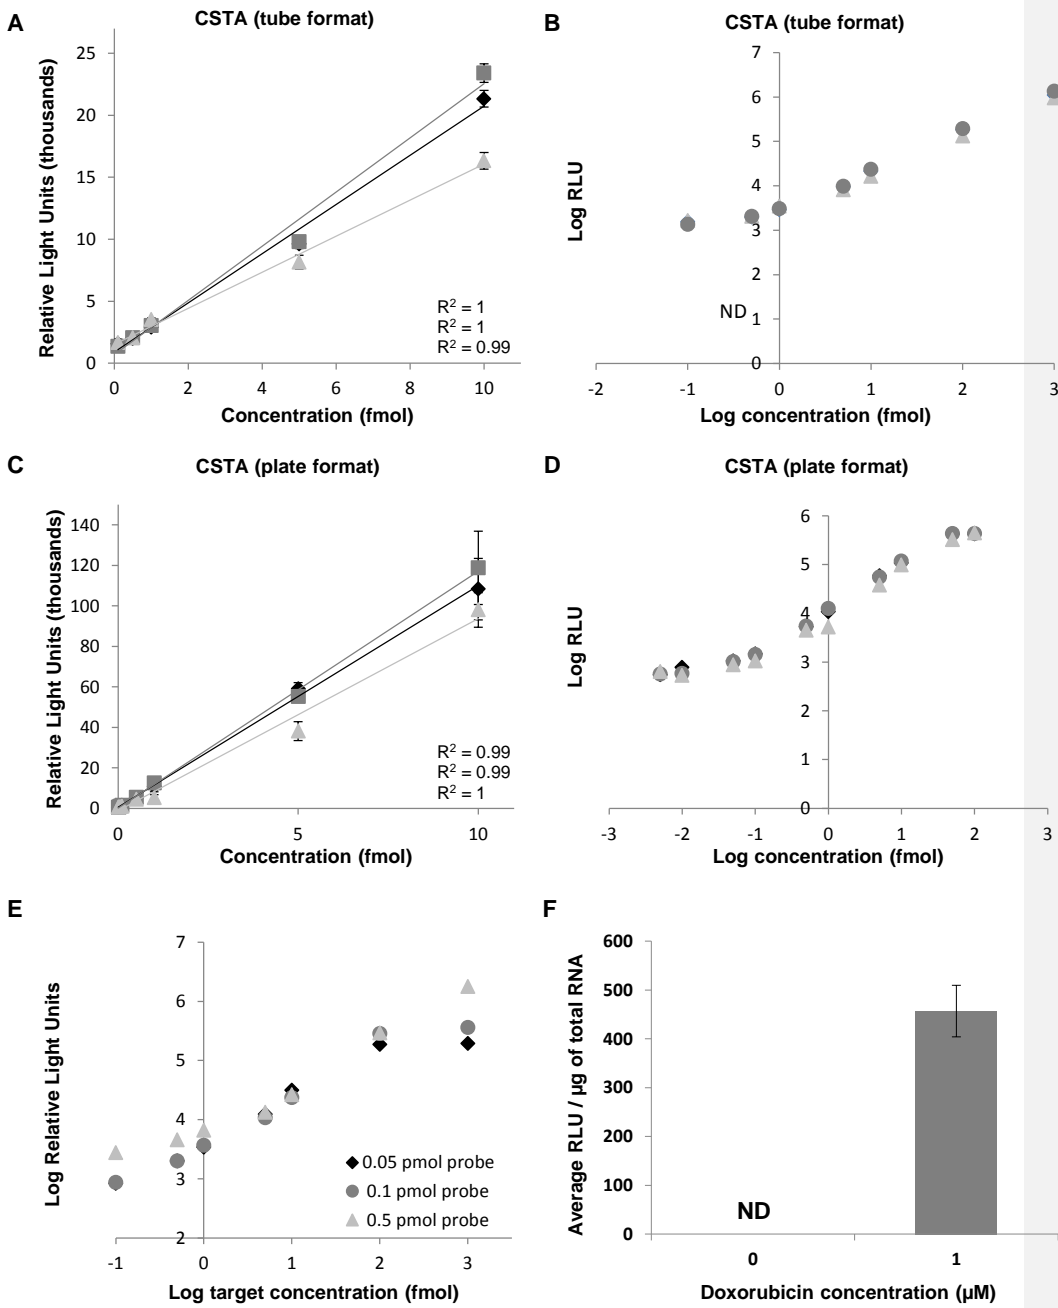 A
CSTA (tube format)
Relative Light Units (thousands)
25
20
15
10
5
0
R² = 1
R² = 1
R² = 0.99
0 2 4 6 8 10
Concentration (fmol)
B
CSTA (tube format)
Log RLU
7
6
5
4
3
2
1
0
ND
-2 -1 0 1 2 3
Log concentration (fmol)
C
CSTA (plate format)
Relative Light Units (thousands)
140
120
100
80
60
40
20
0
R² = 0.99
R² = 0.99
R² = 1
0 5 10
Concentration (fmol)
D
CSTA (plate format)
Log RLU
6
5
4
3
2
1
0
-3 -2 -1 0 1 2 3
Log concentration (fmol)
E
Log Relative Light Units
7
6
5
4
3
2
0.05 pmol probe
0.1 pmol probe
0.5 pmol probe
-1 0 1 2 3
Log target concentration (fmol)
F
Average RLU / µg of total RNA
600
500
400
300
200
100
0
ND
0 1
Doxorubicin concentration (µM)